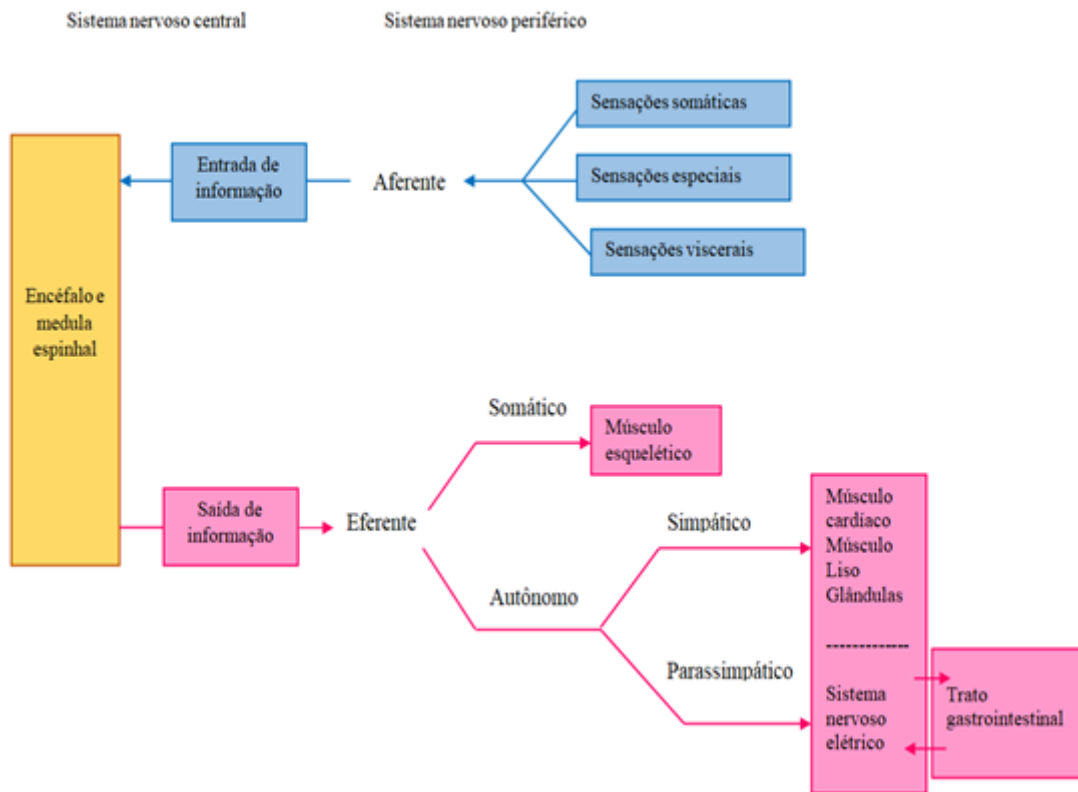 Sistema nervoso central
Sistema nervoso periférico
Sensações somáticas
Entrada de
informação
Aferente
Sensações especiais
Sensações viscerais
Encéfalo e
medula
espinhal
Somático
Músculo
esquelético
Saída de
informação
Eferente
Simpático
Músculo
cardíaco
Músculo
Liso
Glândulas
-------------
Autônomo
Parassimpático
Sistema
nervoso
elétrico
Trato
gastrointestinal